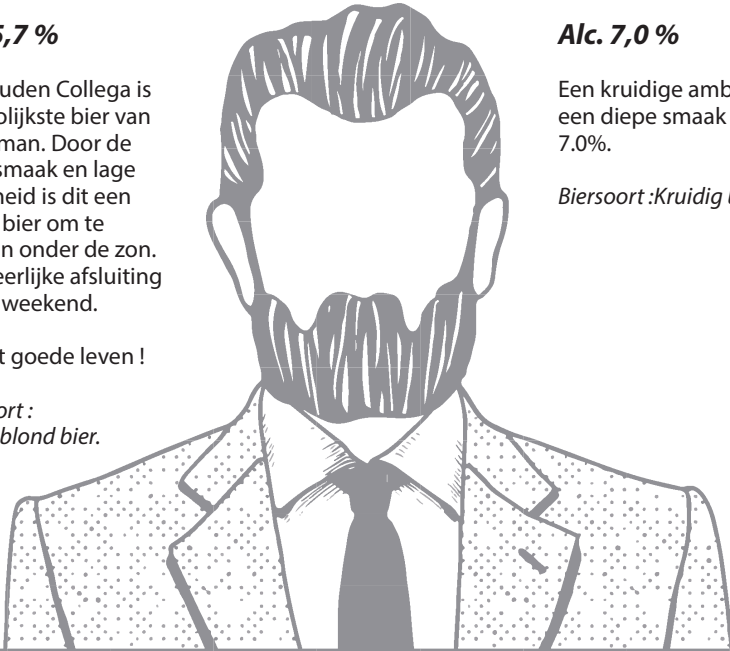 5,7 %
uden Collega is
lijkste bier van
man. Door de
smaak en lage
heid is dit een
bier om te
n onder de zon.
eerlijke afsluiting
weekend.
t goede leven !
ort :
blond bier.
Alc. 7,0 %
Een kruidige amb
een diepe smaak
7.0%.
Biersoort :Kruidig